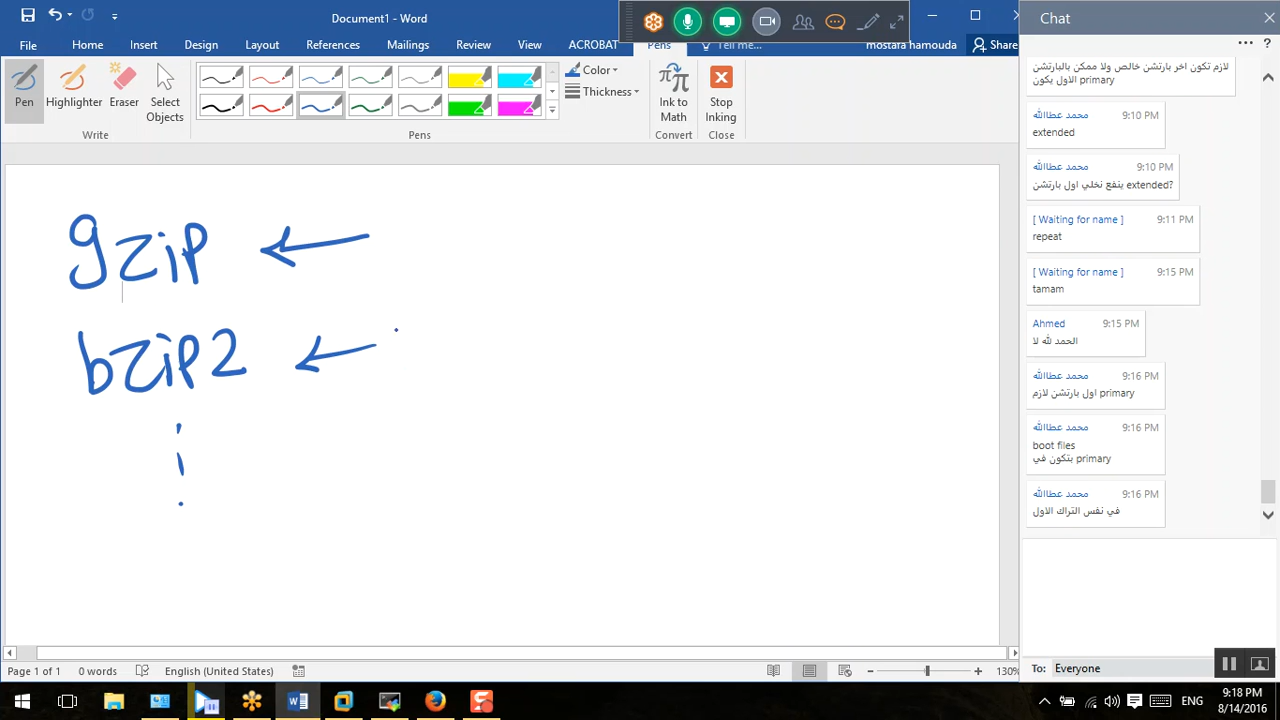 Document1 - Word
File Home Insert Design Layout References Mailings Review View ACROBAT Pens Tell me... mostafa hamouda Share
Pen
Highlighter
Eraser
Select
Objects
Color
Thickness
Ink to
Math
Stop
Inking
Write
Pens
Convert
Close
gzip ←
bzip2 ←
Page 1 of 1 0 words English (United States) 130%
Chat
?
لازم تكون اخر بارتشن خالص ولا ممكن بالبارتشن
الاول يكون primary
محمد عطاالله 9:10 PM
extended
محمد عطاالله 9:10 PM
ينفع نخلي اول بارتشن extended?
[ Waiting for name ] 9:11 PM
repeat
[ Waiting for name ] 9:15 PM
tamam
Ahmed 9:15 PM
الحمد لله لا
محمد عطاالله 9:16 PM
اول بارتشن لازم primary
محمد عطاالله 9:16 PM
boot files
بتكون في primary
محمد عطاالله 9:16 PM
في نفس التراك الاول
To: Everyone
ENG
9:18 PM
8/14/2016